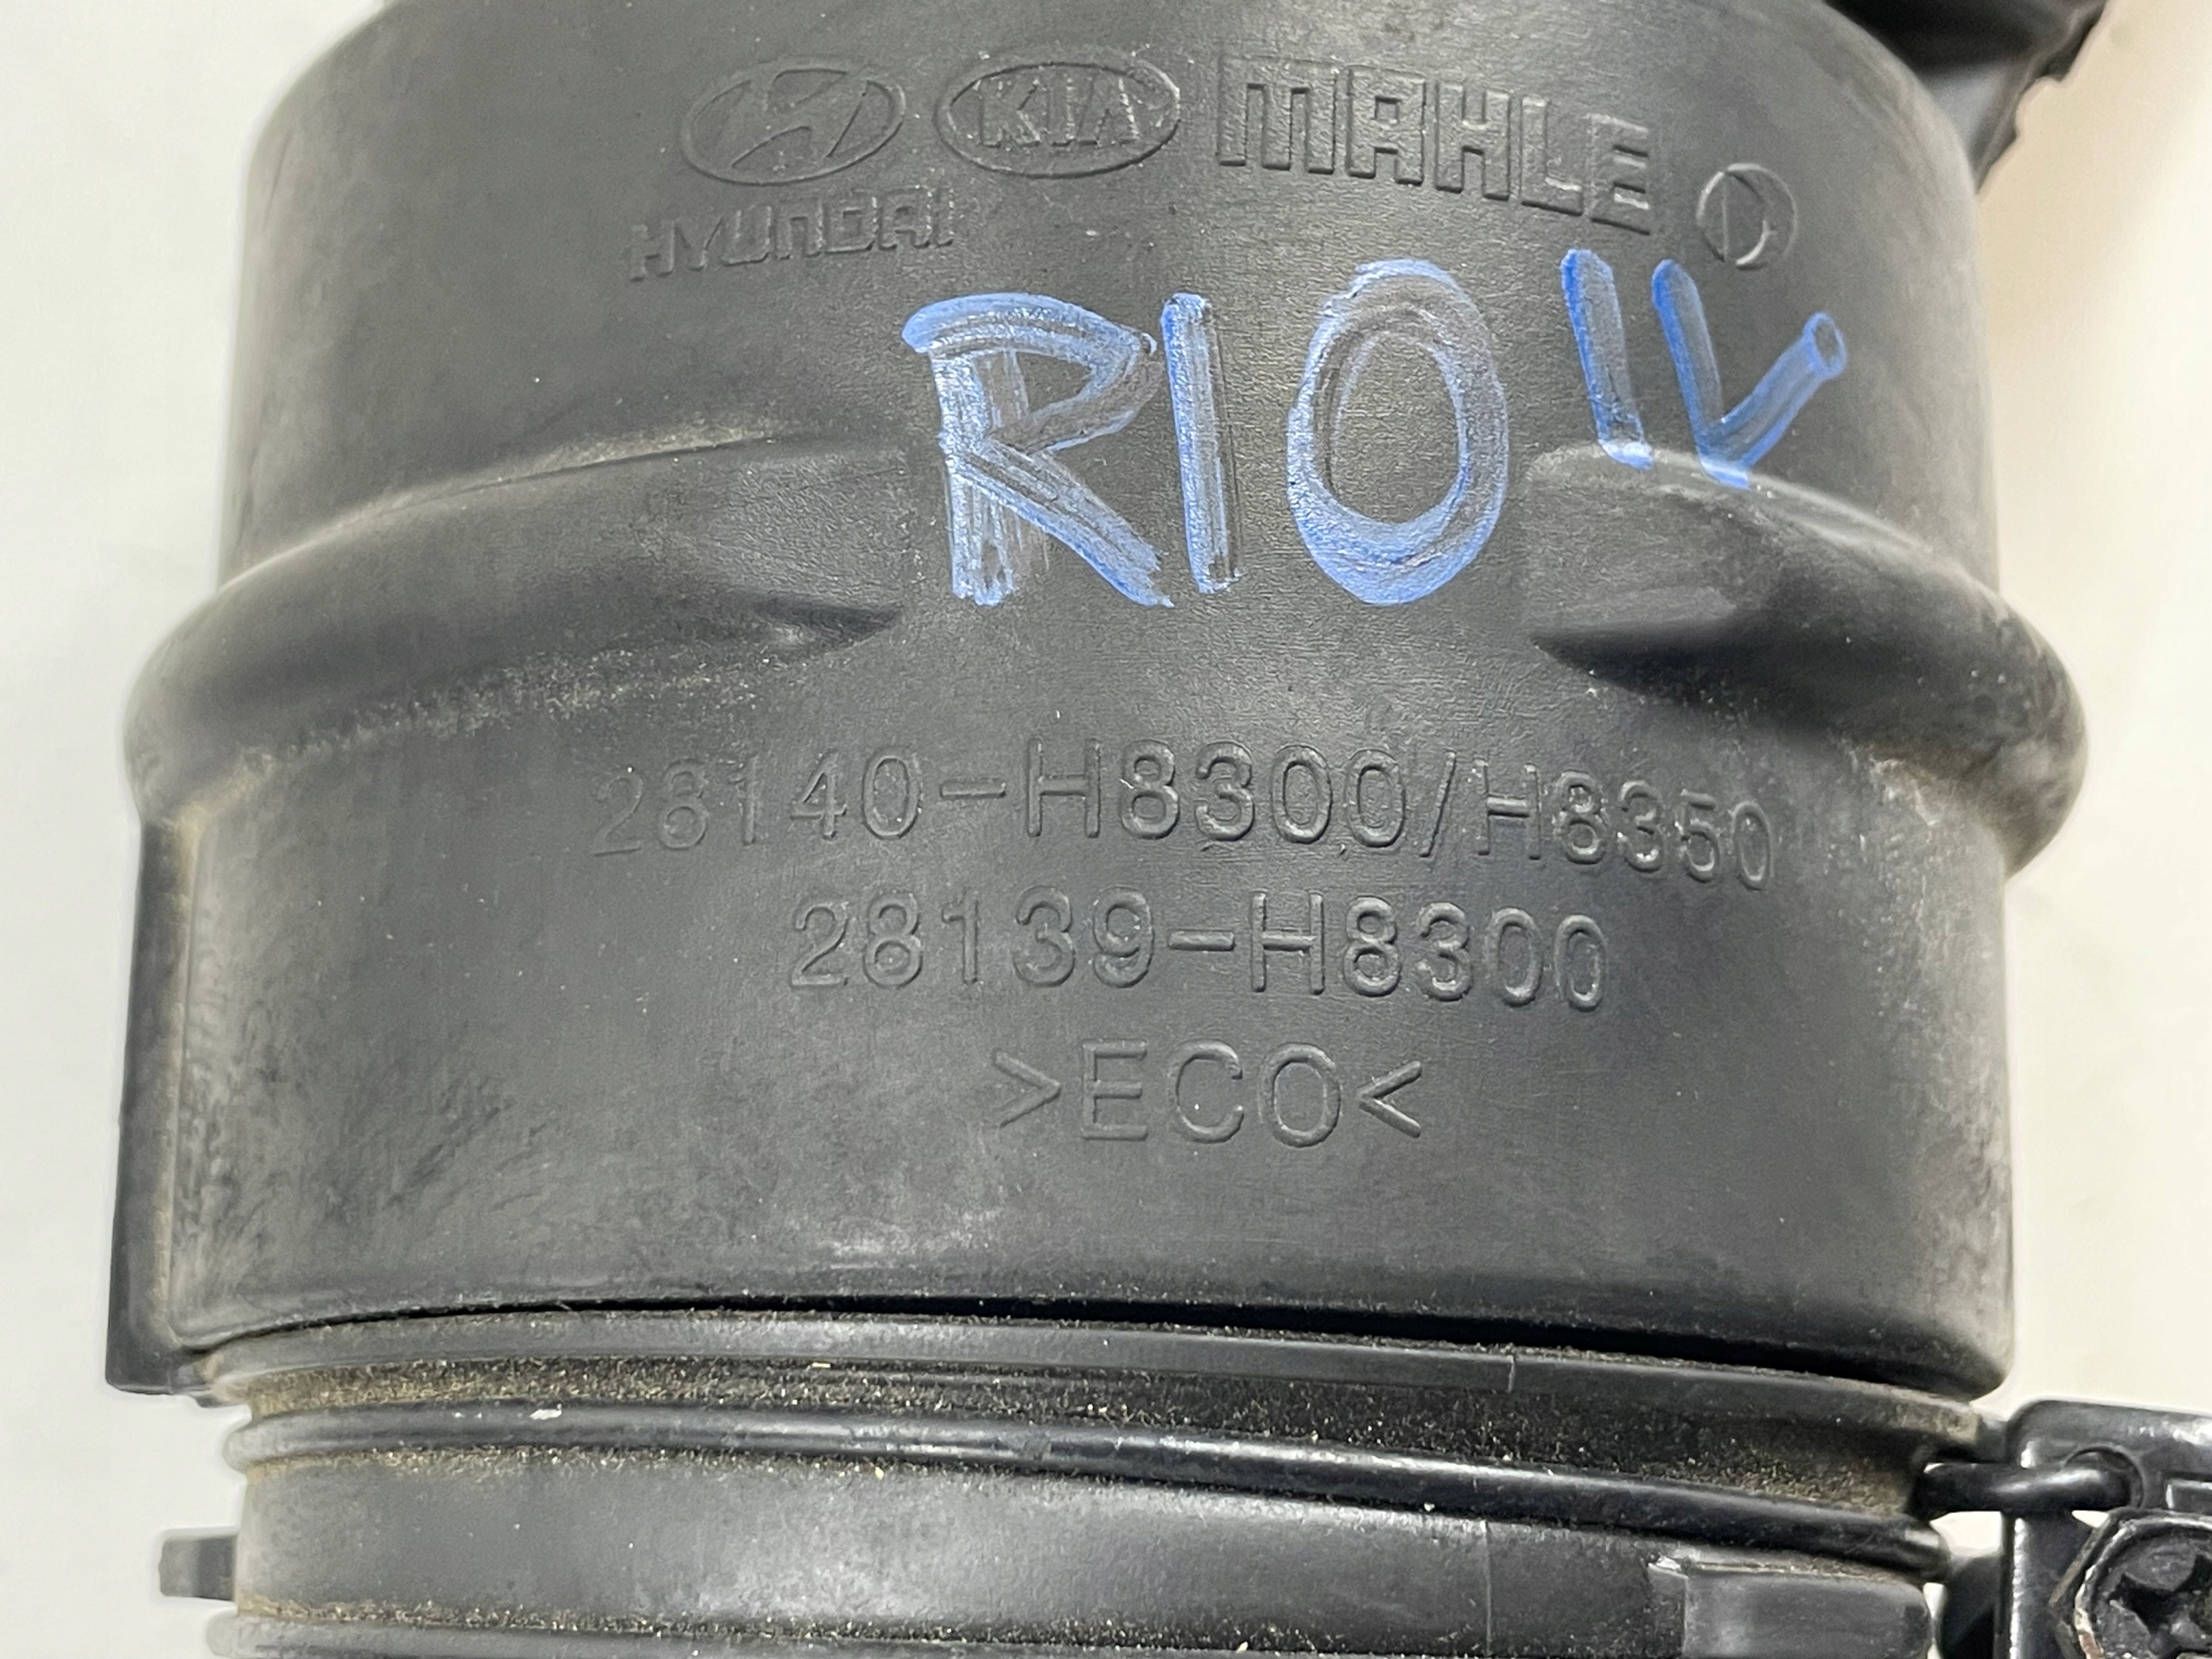 HYUNDAI KIA MAHLE
RIO IV
28140-H8300/H8350
28139-H8300
>ECO<